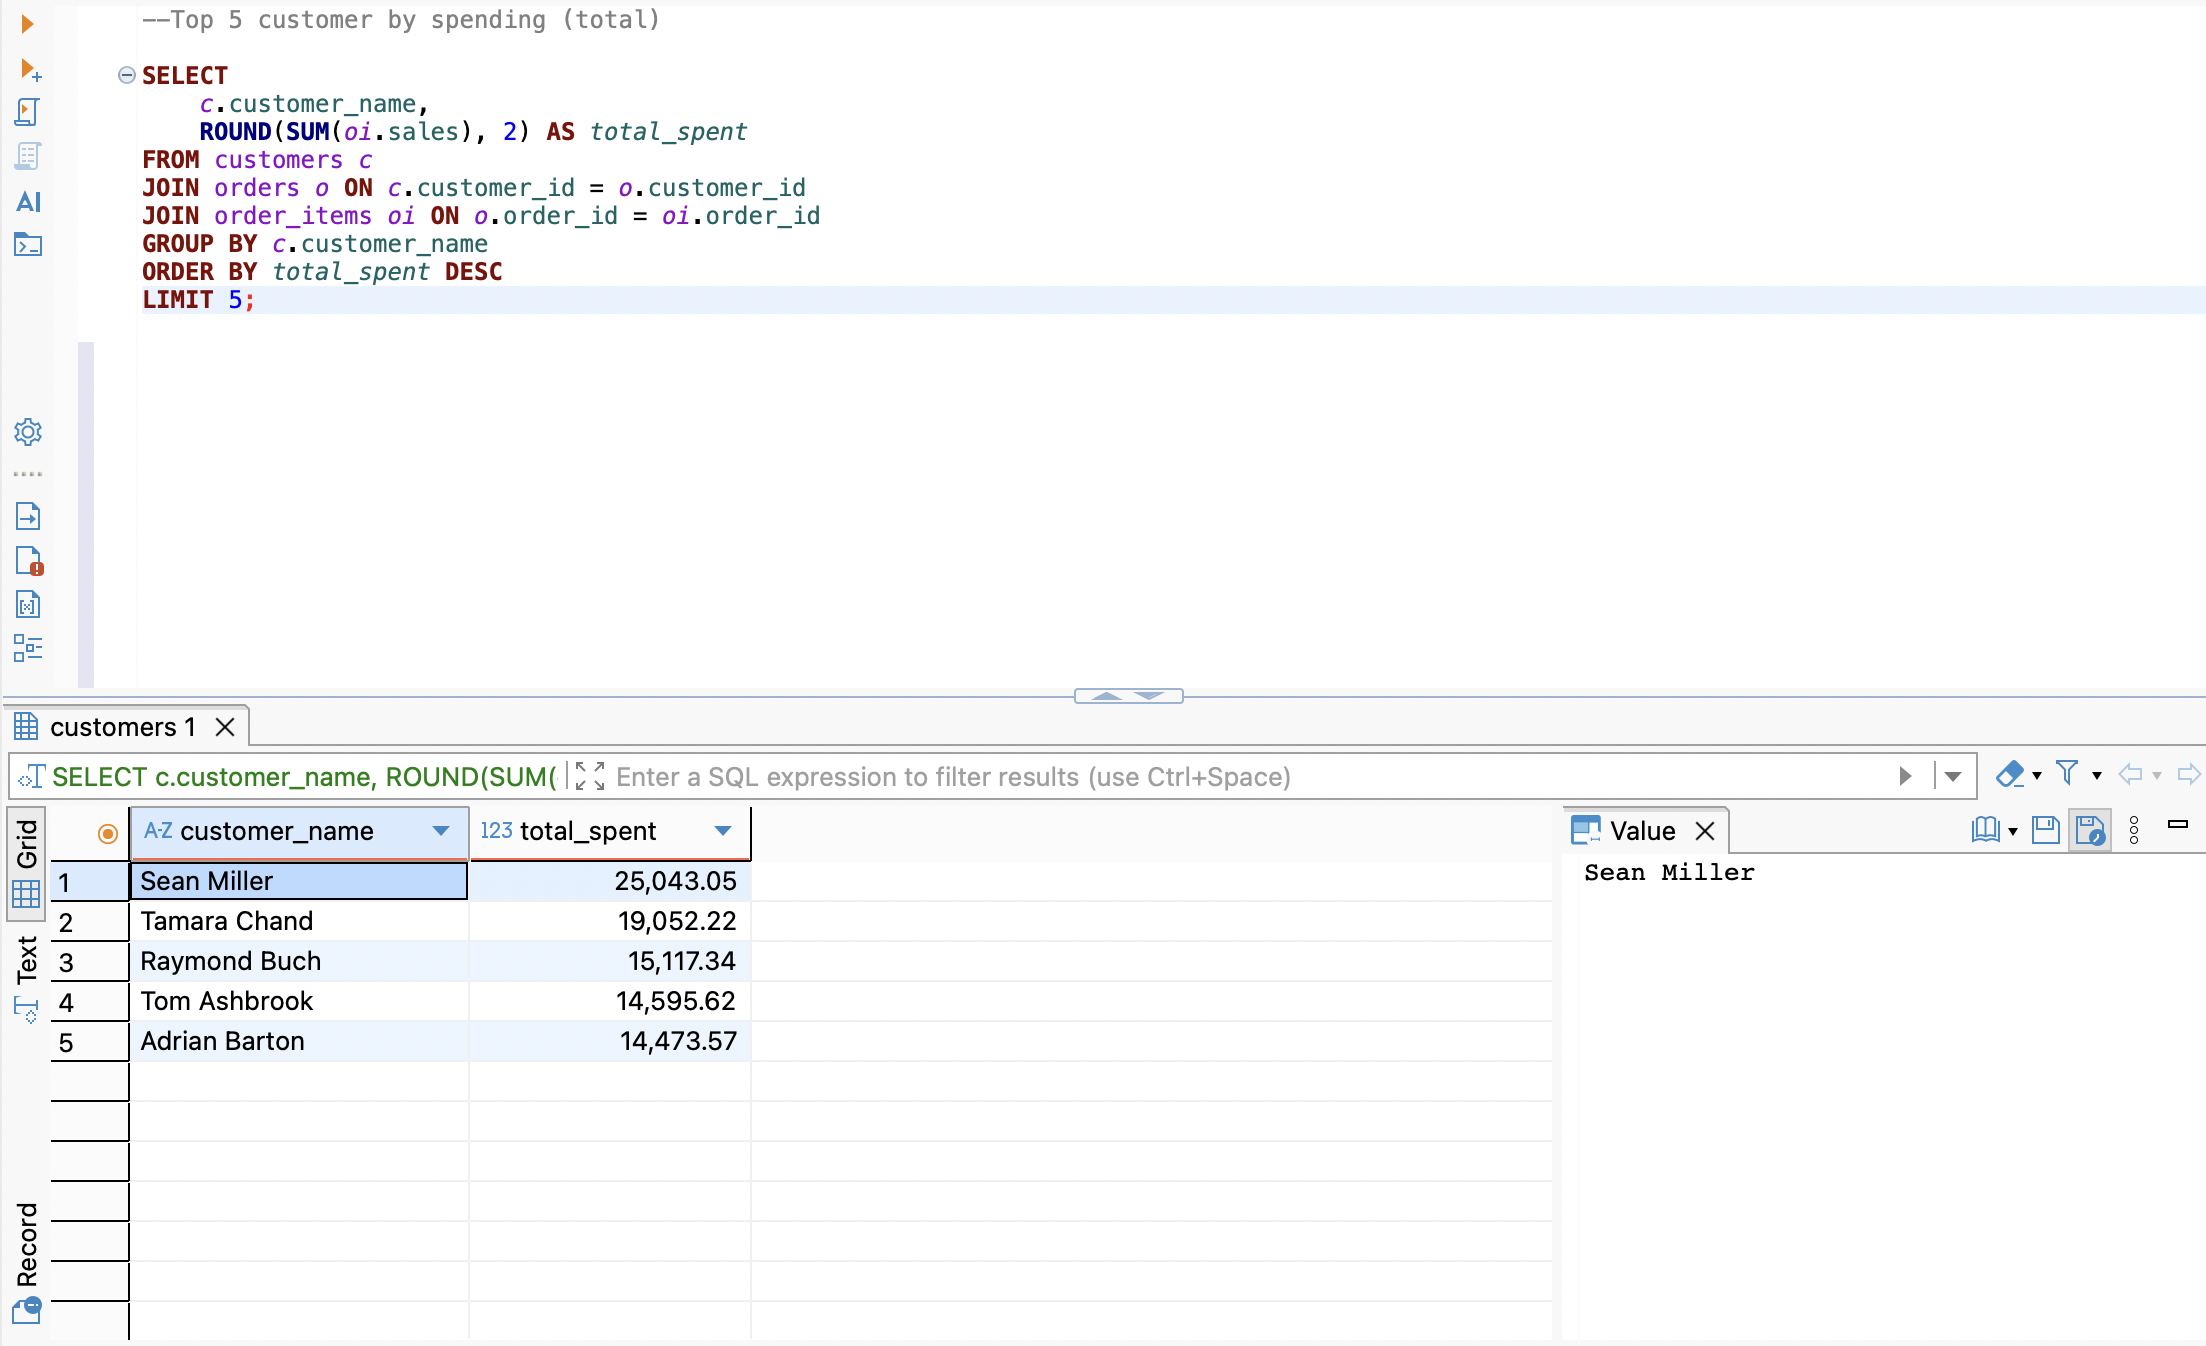 --Top 5 customer by spending (total)
SELECT
c.customer_name,
ROUND(SUM(oi.sales), 2) AS total_spent
FROM customers c
JOIN orders o ON c.customer_id = o.customer_id
JOIN order_items oi ON o.order_id = oi.order_id
GROUP BY c.customer_name
ORDER BY total_spent DESC
LIMIT 5;
AI
customers 1
SELECT c.customer_name, ROUND(SUM( Enter a SQL expression to filter results (use Ctrl+Space)
Grid
Text
Record
A-Z customer_name 123 total_spent
1 Sean Miller 25,043.05
2 Tamara Chand 19,052.22
3 Raymond Buch 15,117.34
4 Tom Ashbrook 14,595.62
5 Adrian Barton 14,473.57
Value
Sean Miller